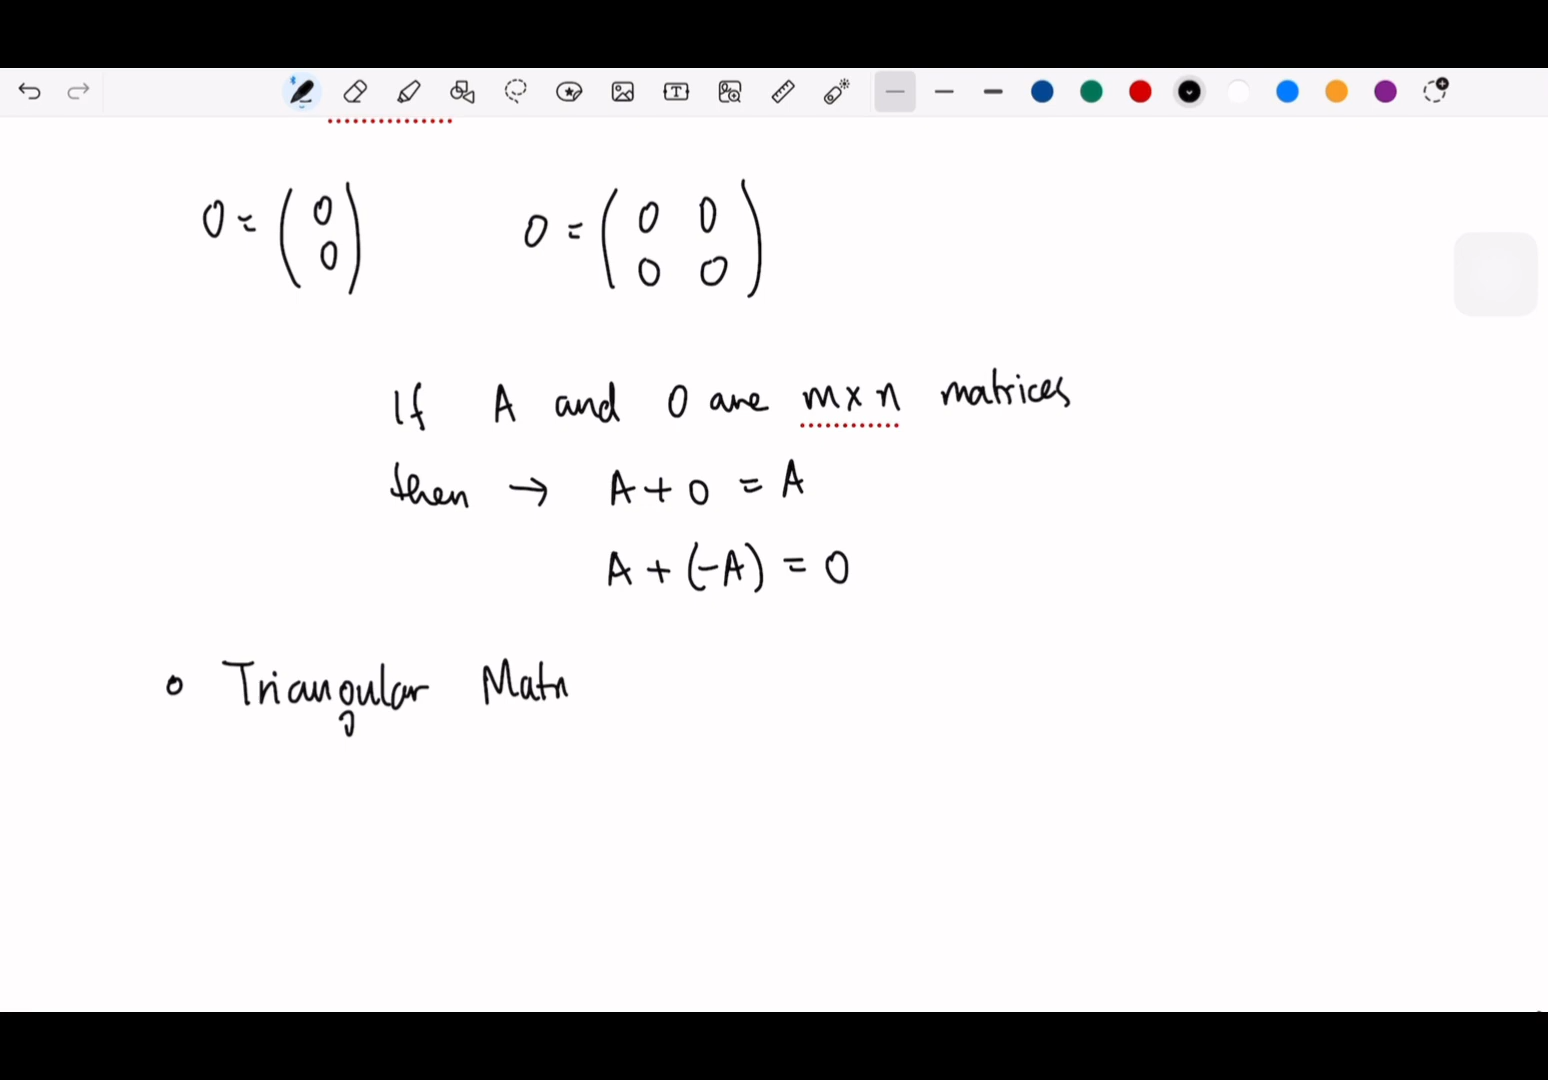 0 = ( 0 0 ) 0 = ( 0 0 0 0 )
If A and 0 are m×n matrices
then → A + 0 = A
A + (-A) = 0
• Triangular Matr